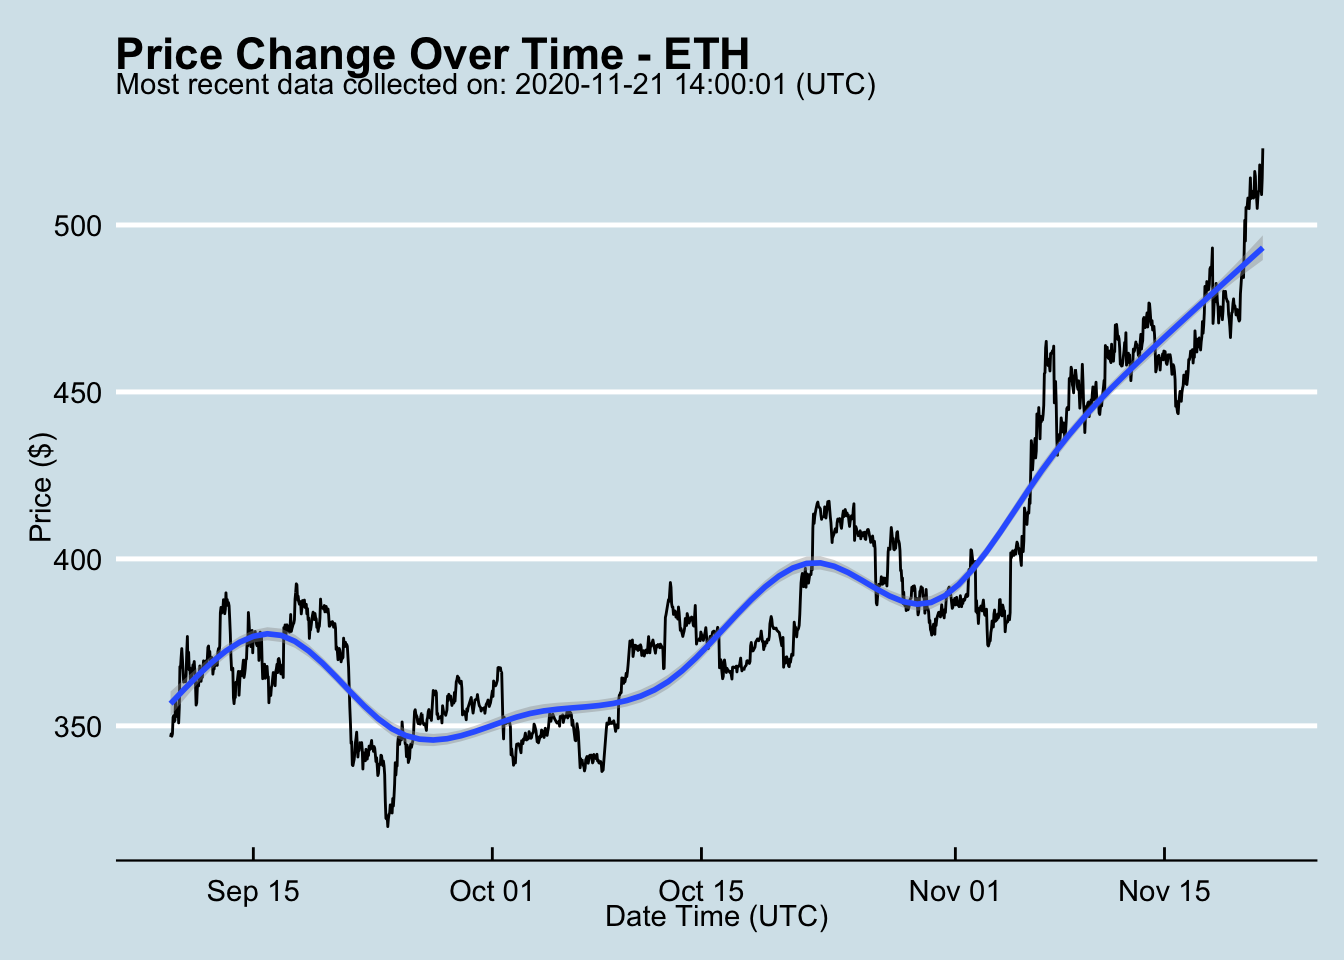 Price Change Over Time - ETH
Most recent data collected on: 2020-11-21 14:00:01 (UTC)
500
450
400
350
Price ($)
Sep 15
Oct 01
Oct 15
Nov 01
Nov 15
Date Time (UTC)